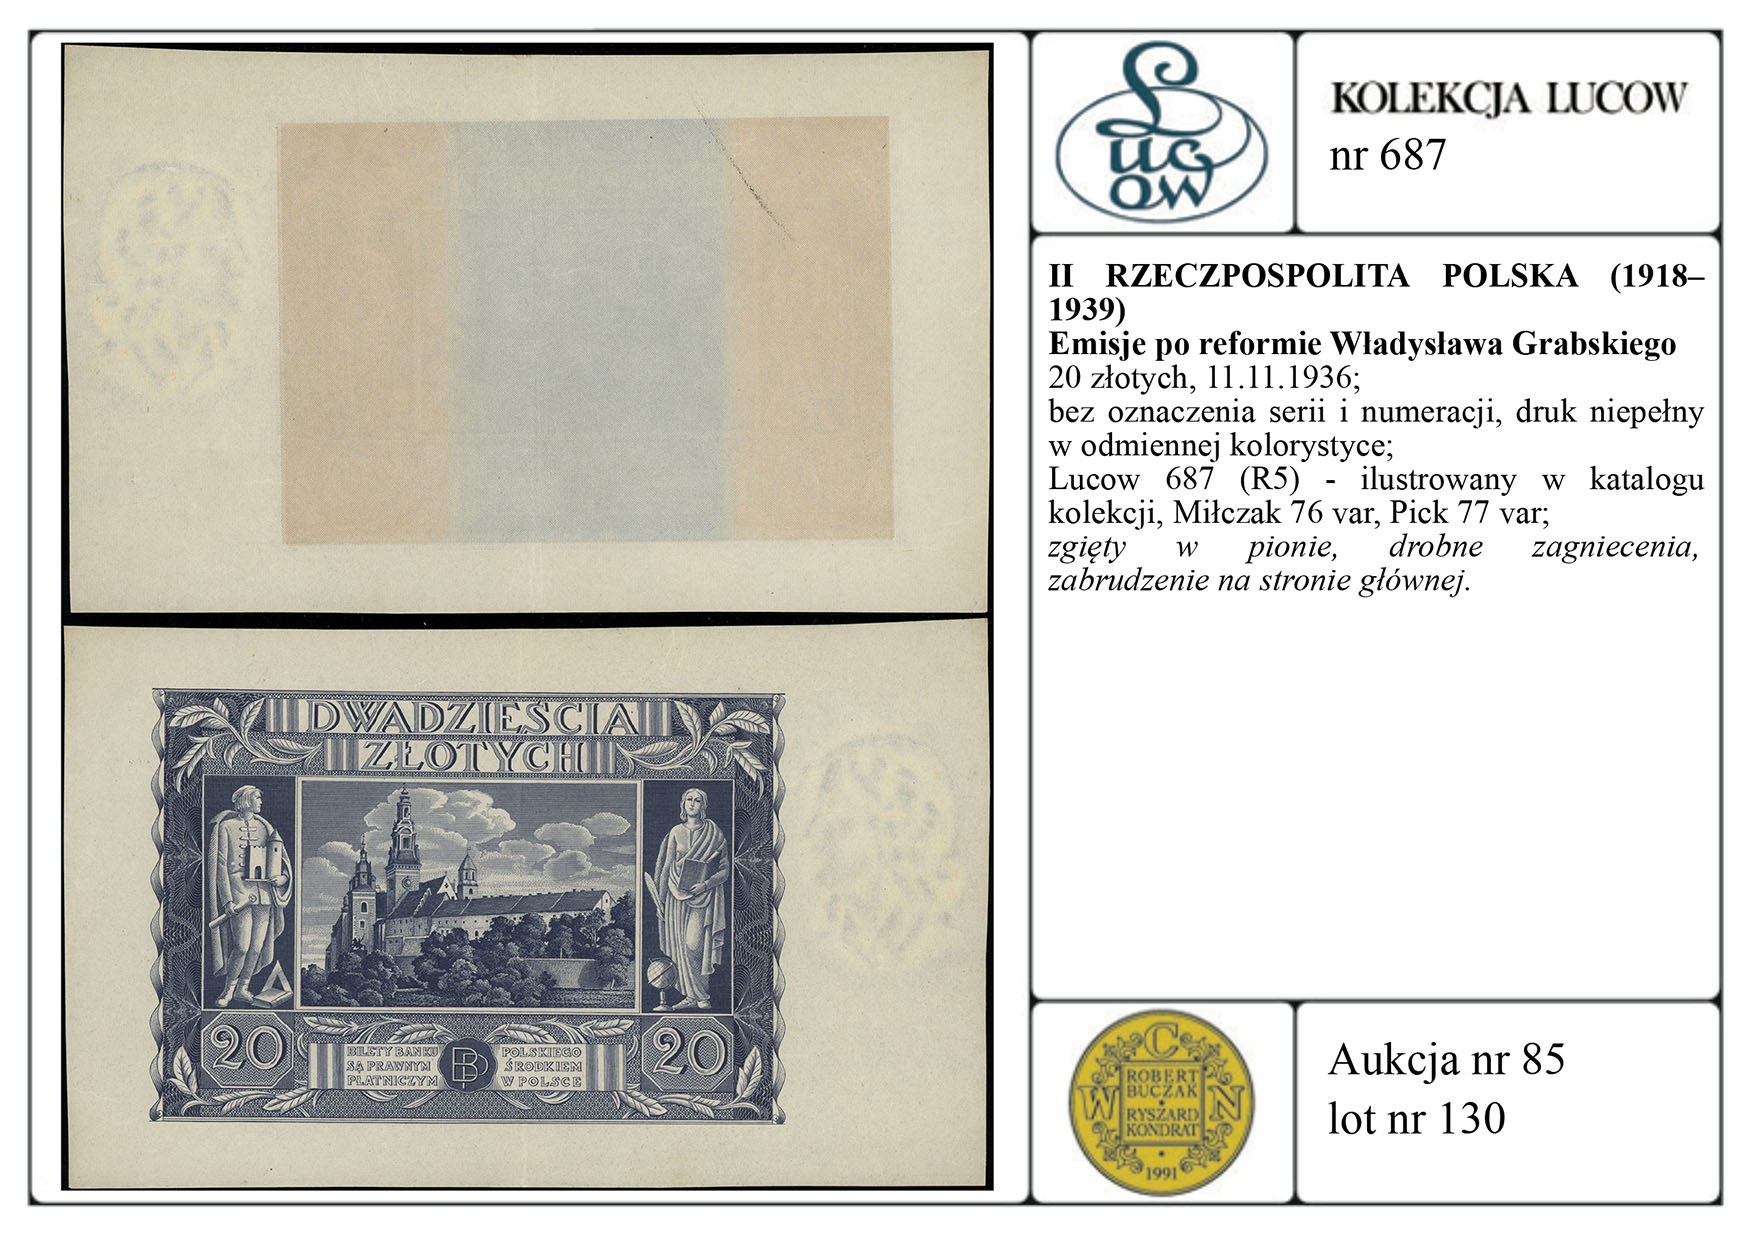 DWADZIEŚCIA
ZŁOTYCH
20
BILETY BANKU
SĄ PRAWNYM
PŁATNICZYM
BP
POLSKIEGO
ŚRODKIEM
W POLSCE
20
Lucow
KOLEKCJA LUCOW
nr 687
II RZECZPOSPOLITA POLSKA (1918–
1939)
Emisje po reformie Władysława Grabskiego
20 złotych, 11.11.1936;
bez oznaczenia serii i numeracji, druk niepełny
w odmiennej kolorystyce;
Lucow 687 (R5) - ilustrowany w katalogu
kolekcji, Miłczak 76 var, Pick 77 var;
zgięty w pionie, drobne zagniecenia,
zabrudzenie na stronie głównej.
W C N
ROBERT
BUCZAK
RYSZARD
KONDRAT
1991
Aukcja nr 85
lot nr 130